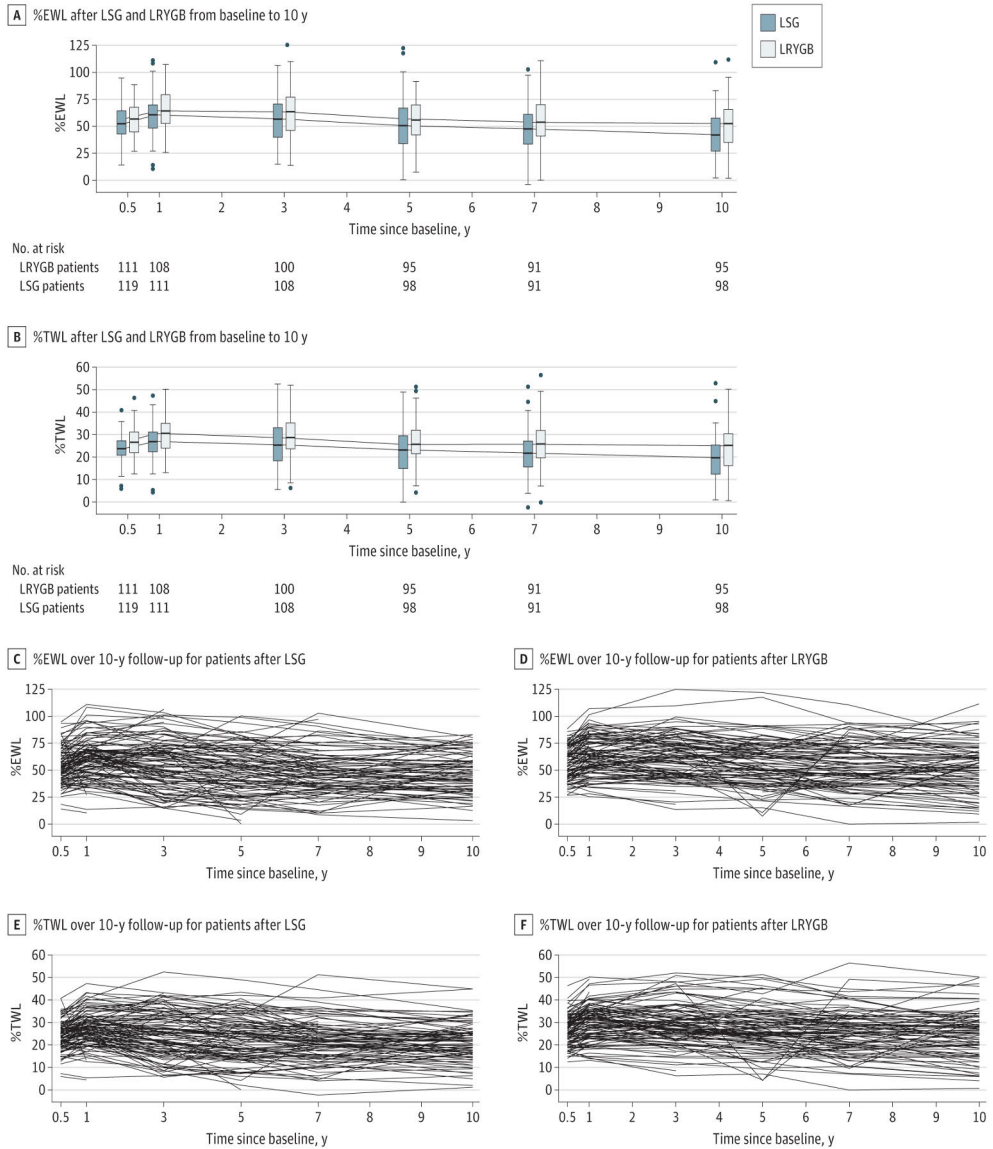 A %EWL after LSG and LRYGB from baseline to 10 y
LSG
LRYGB
%EWL
125
100
75
50
25
0
0.5 1 2 3 4 5 6 7 8 9 10
Time since baseline, y
No. at risk
LRYGB patients 111 108 100 95 91 95
LSG patients 119 111 108 98 91 98
B %TWL after LSG and LRYGB from baseline to 10 y
%TWL
60
50
40
30
20
10
0
0.5 1 2 3 4 5 6 7 8 9 10
Time since baseline, y
No. at risk
LRYGB patients 111 108 100 95 91 95
LSG patients 119 111 108 98 91 98
C %EWL over 10-y follow-up for patients after LSG
%EWL
125
100
75
50
25
0
0.5 1 3 5 7 8 9 10
Time since baseline, y
D %EWL over 10-y follow-up for patients after LRYGB
%EWL
125
100
75
50
25
0
0.5 1 2 3 4 5 6 7 8 9 10
Time since baseline, y
E %TWL over 10-y follow-up for patients after LSG
%TWL
60
50
40
30
20
10
0
0.5 1 3 5 7 8 9 10
Time since baseline, y
F %TWL over 10-y follow-up for patients after LRYGB
%TWL
60
50
40
30
20
10
0
0.5 1 2 3 4 5 6 7 8 9 10
Time since baseline, y